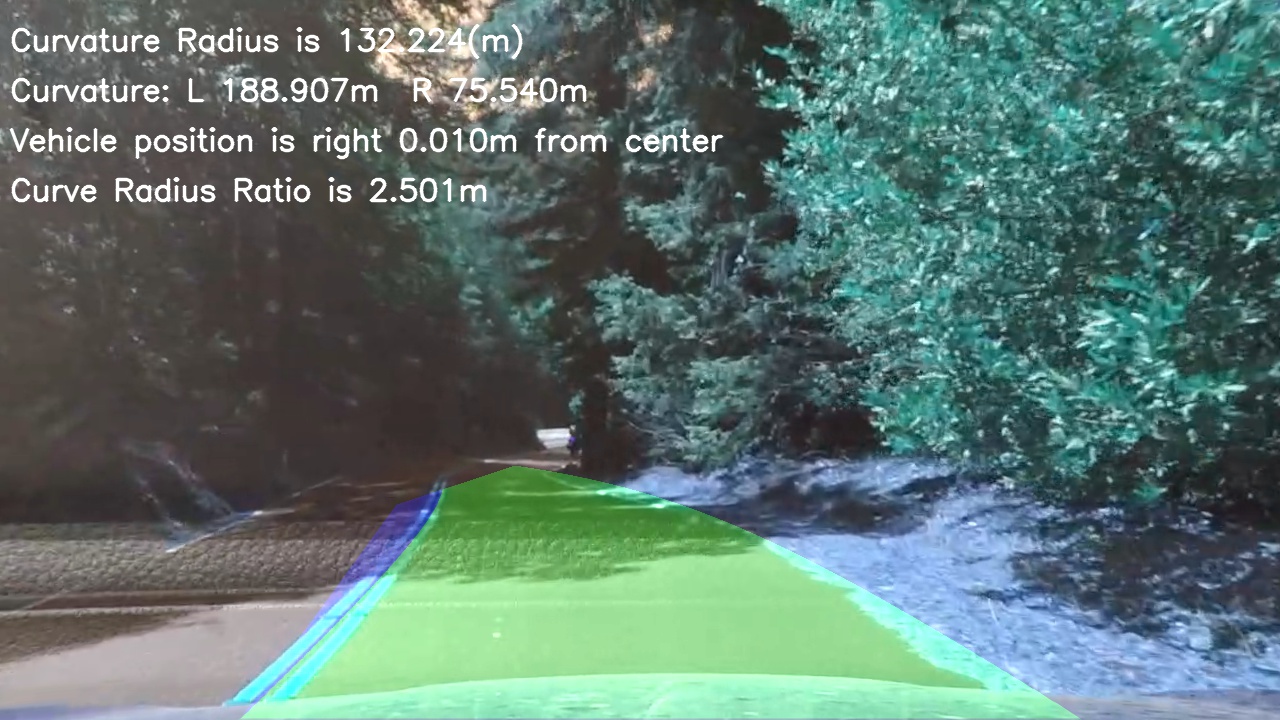 Curvature Radius is 132.224(m)
Curvature: L 188.907m R 75.540m
Vehicle position is right 0.010m from center
Curve Radius Ratio is 2.501m